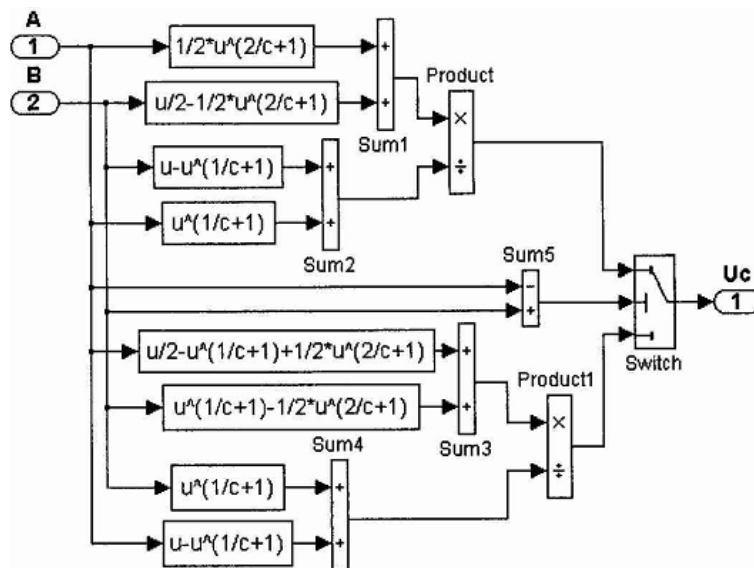 A
1
1/2*u^(2/c+1)
+
B
Product
2
u/2-1/2*u^(2/c+1)
+
×
Sum1
u-u^(1/c+1)
+
÷
u^(1/c+1)
+
Sum2
Sum5
Uc
−
1
+
u/2-u^(1/c+1)+1/2*u^(2/c+1)
+
Switch
Product1
u^(1/c+1)-1/2*u^(2/c+1)
+
×
Sum4
Sum3
u^(1/c+1)
+
÷
u-u^(1/c+1)
+